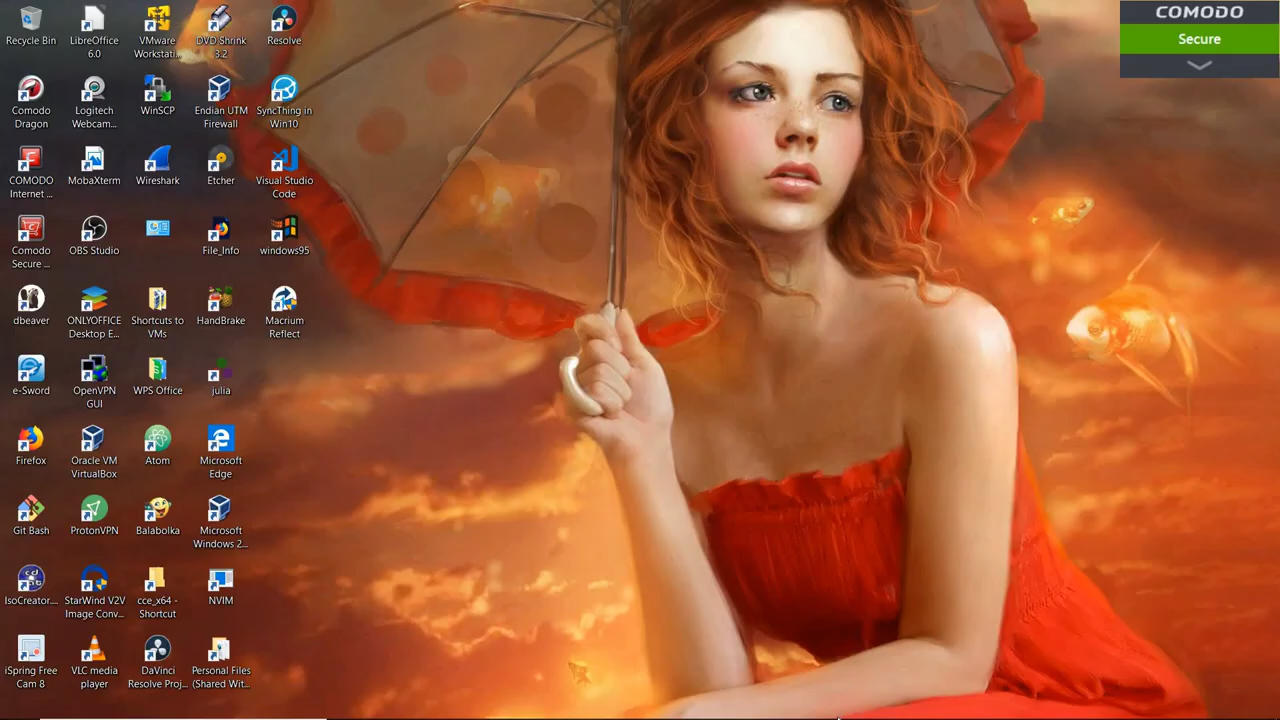 Recycle Bin
LibreOffice
6.0
VMware
Workstati...
DVD Shrink
3.2
Resolve
Comodo
Dragon
Logitech
Webcam...
WinSCP
Endian UTM
Firewall
SyncThing in
Win10
COMODO
Internet ...
MobaXterm
Wireshark
Etcher
Visual Studio
Code
Comodo
Secure ...
OBS Studio
File_Info
windows95
dbeaver
ONLYOFFICE
Desktop E...
Shortcuts to
VMs
HandBrake
Macrium
Reflect
e-Sword
OpenVPN
GUI
WPS Office
julia
Firefox
Oracle VM
VirtualBox
Atom
Microsoft
Edge
Git Bash
ProtonVPN
Balabolka
Microsoft
Windows 2...
IsoCreator....
StarWind V2V
Image Conv...
cce_x64 -
Shortcut
NVIM
iSpring Free
Cam 8
VLC media
player
DaVinci
Resolve Proj...
Personal Files
(Shared Wit...
COMODO
Secure